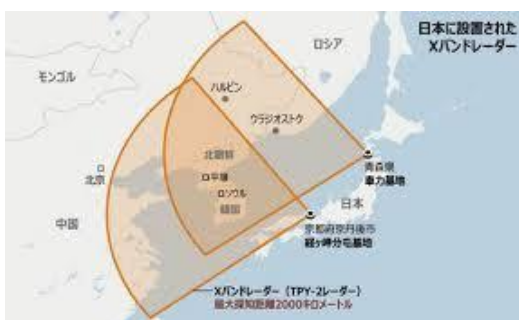 日本に設置された
Xバンドレーダー
ロシア
モンゴル
ハルビン
ウラジオストク
北朝鮮
平壌
北京
ソウル
韓国
中国
青森県
車力基地
日本
京都府京丹後市
経ヶ岬分屯基地
Xバンドレーダー（TPY-2レーダー）
最大探知距離2000キロメートル